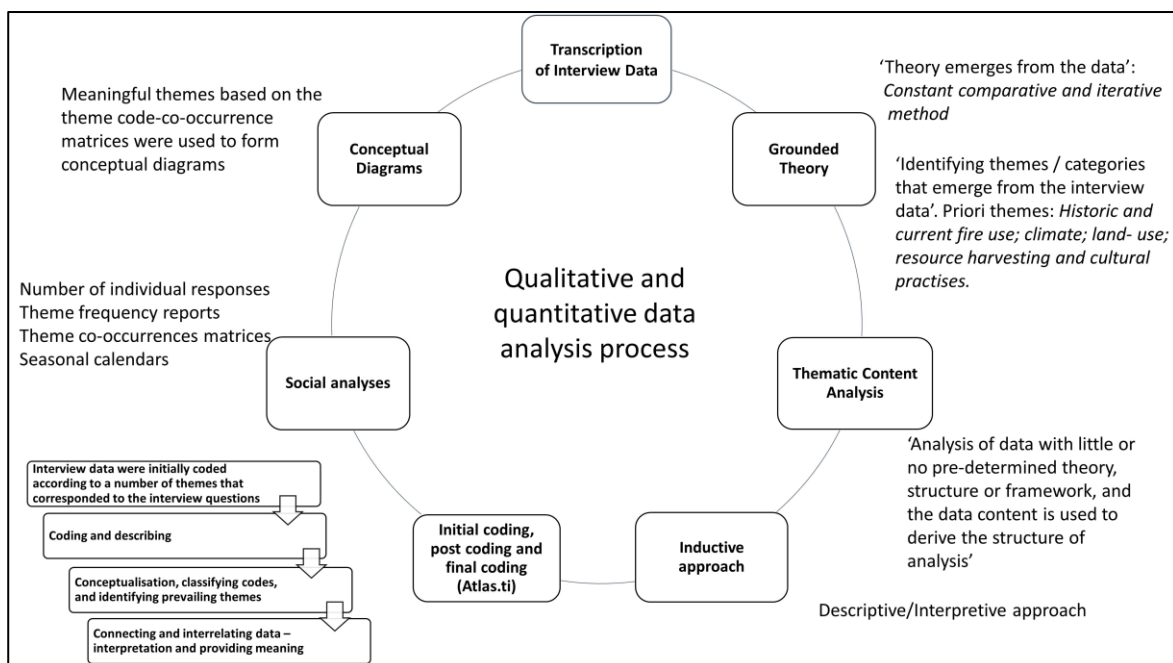 Transcription
of Interview Data
‘Theory emerges from the data’:
Constant comparative and iterative
method
Grounded
Theory
‘Identifying themes / categories
that emerge from the interview
data’. Priori themes: Historic and
current fire use; climate; land- use;
resource harvesting and cultural
practises.
Thematic Content
Analysis
‘Analysis of data with little or
no pre-determined theory,
structure or framework, and
the data content is used to
derive the structure of
analysis’
Inductive
approach
Descriptive/Interpretive approach
Initial coding,
post coding and
final coding
(Atlas.ti)
Interview data were initially coded
according to a number of themes that
corresponded to the interview questions
Coding and describing
Conceptualisation, classifying codes,
and identifying prevailing themes
Connecting and interrelating data –
interpretation and providing meaning
Social analyses
Number of individual responses
Theme frequency reports
Theme co-occurrences matrices
Seasonal calendars
Conceptual
Diagrams
Meaningful themes based on the
theme code-co-occurrence
matrices were used to form
conceptual diagrams
Qualitative and
quantitative data
analysis process